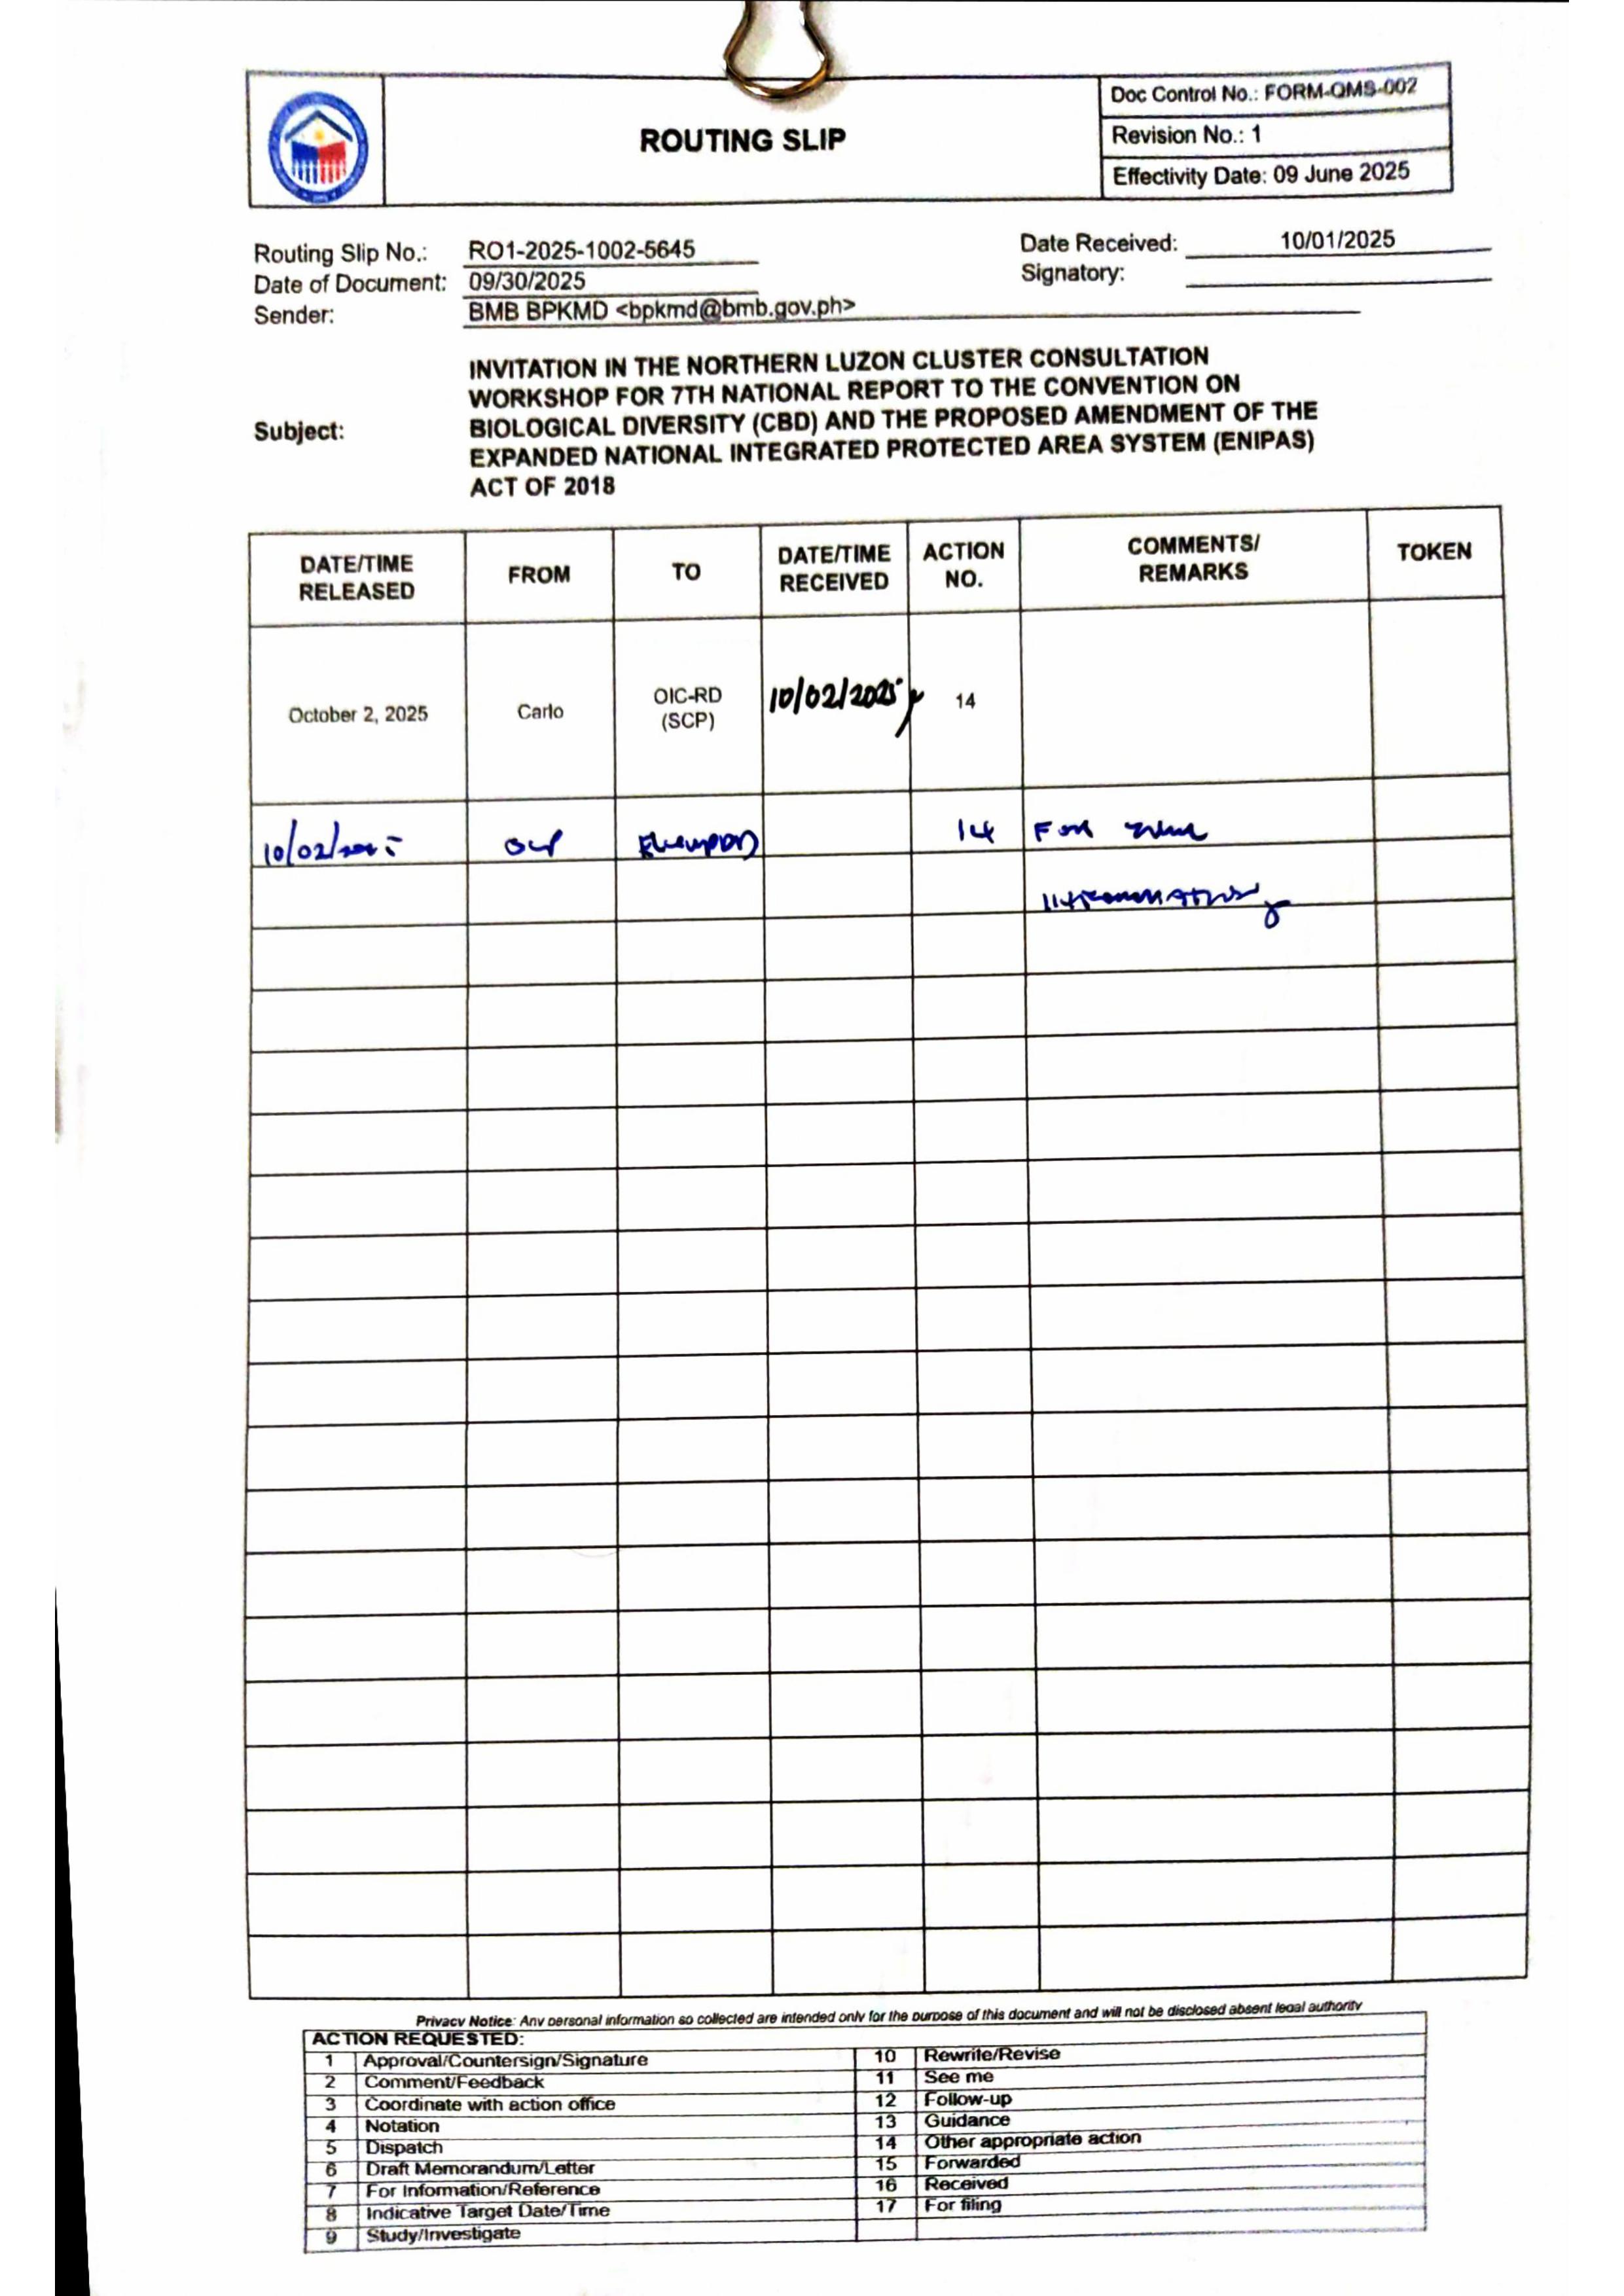 ROUTING SLIP
Doc Control No.: FORM-QMS-002
Revision No.: 1
Effectivity Date: 09 June 2025
Routing Slip No.: RO1-2025-1002-5645
Date Received: 10/01/2025
Date of Document: 09/30/2025
Signatory:
Sender: BMB BPKMD <bpkmd@bmb.gov.ph>
Subject:
INVITATION IN THE NORTHERN LUZON CLUSTER CONSULTATION
WORKSHOP FOR 7TH NATIONAL REPORT TO THE CONVENTION ON
BIOLOGICAL DIVERSITY (CBD) AND THE PROPOSED AMENDMENT OF THE
EXPANDED NATIONAL INTEGRATED PROTECTED AREA SYSTEM (ENIPAS)
ACT OF 2018
DATE/TIME RELEASED FROM TO DATE/TIME RECEIVED ACTION NO. COMMENTS/ REMARKS TOKEN
October 2, 2025 Carlo OIC-RD (SCP) 10/02/2025 14
10/02/2025 14 For
Privacy Notice: Any personal information so collected are intended only for the purpose of this document and will not be disclosed absent legal authority
ACTION REQUESTED:
1 Approval/Countersign/Signature
2 Comment/Feedback
3 Coordinate with action office
4 Notation
5 Dispatch
6 Draft Memorandum/Letter
7 For Information/Reference
8 Indicative Target Date/Time
9 Study/Investigate
10 Rewrite/Revise
11 See me
12 Follow-up
13 Guidance
14 Other appropriate action
15 Forwarded
16 Received
17 For filing